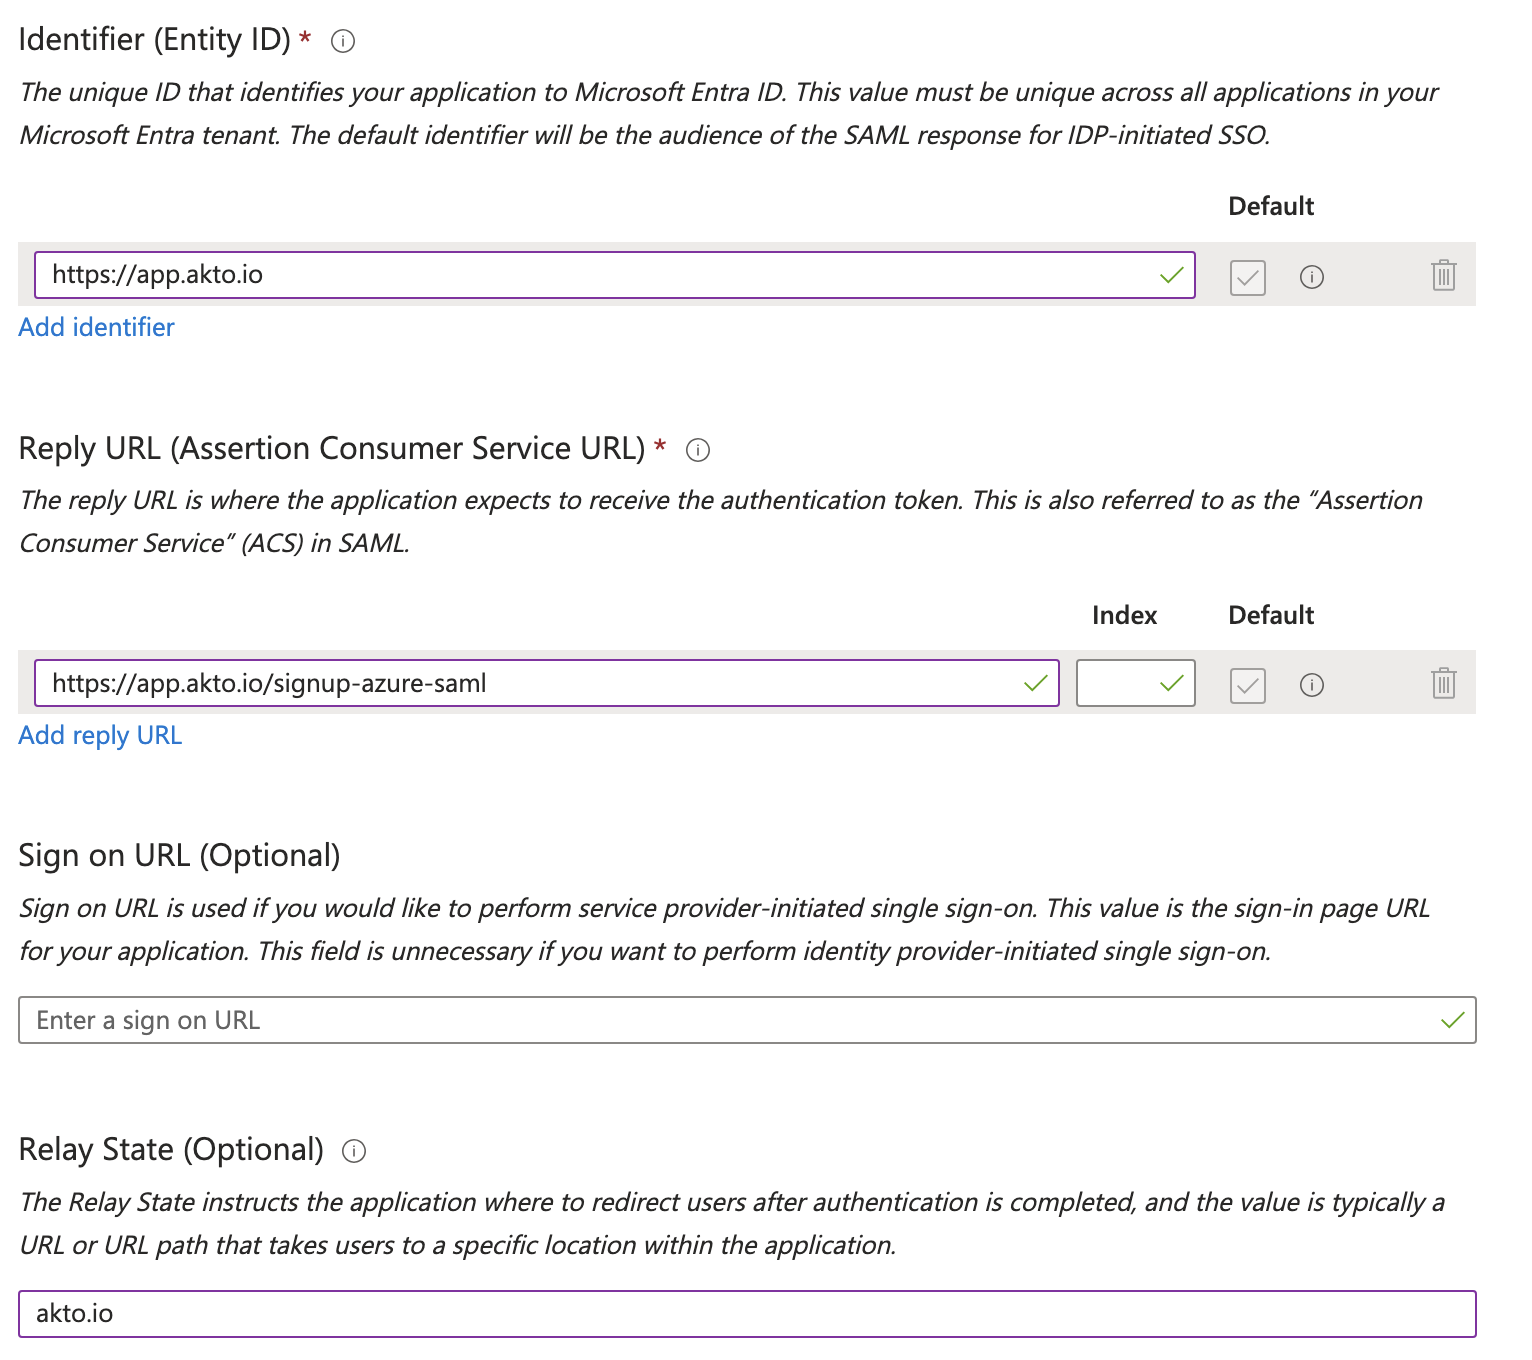 Identifier (Entity ID) *
The unique ID that identifies your application to Microsoft Entra ID. This value must be unique across all applications in your
Microsoft Entra tenant. The default identifier will be the audience of the SAML response for IDP-initiated SSO.
Default
https://app.akto.io
Add identifier
Reply URL (Assertion Consumer Service URL) *
The reply URL is where the application expects to receive the authentication token. This is also referred to as the “Assertion
Consumer Service” (ACS) in SAML.
Index Default
https://app.akto.io/signup-azure-saml
Add reply URL
Sign on URL (Optional)
Sign on URL is used if you would like to perform service provider-initiated single sign-on. This value is the sign-in page URL
for your application. This field is unnecessary if you want to perform identity provider-initiated single sign-on.
Enter a sign on URL
Relay State (Optional)
The Relay State instructs the application where to redirect users after authentication is completed, and the value is typically a
URL or URL path that takes users to a specific location within the application.
akto.io